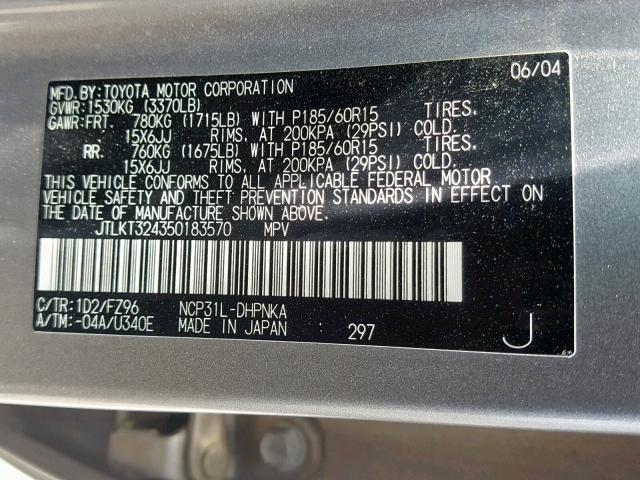 MFD. BY: TOYOTA MOTOR CORPORATION 06/04
GVWR: 1530KG (3370LB)
GAWR: FRT 780KG (1715LB) WITH P185/60R15 TIRES.
15X6JJ RIMS. AT 200KPA (29PSI) COLD.
RR 760KG (1675LB) WITH P185/60R15 TIRES.
15X6JJ RIMS. AT 200KPA (29PSI) COLD.
THIS VEHICLE CONFORMS TO ALL APPLICABLE FEDERAL MOTOR
VEHICLE SAFETY AND THEFT PREVENTION STANDARDS IN EFFECT ON
THE DATE OF MANUFACTURE SHOWN ABOVE.
JTLKT324350183570 MPV
C/TR: 1D2/FZ96 NCP31L-DHPNKA
A/TM: -04A/U340E MADE IN JAPAN 297 J